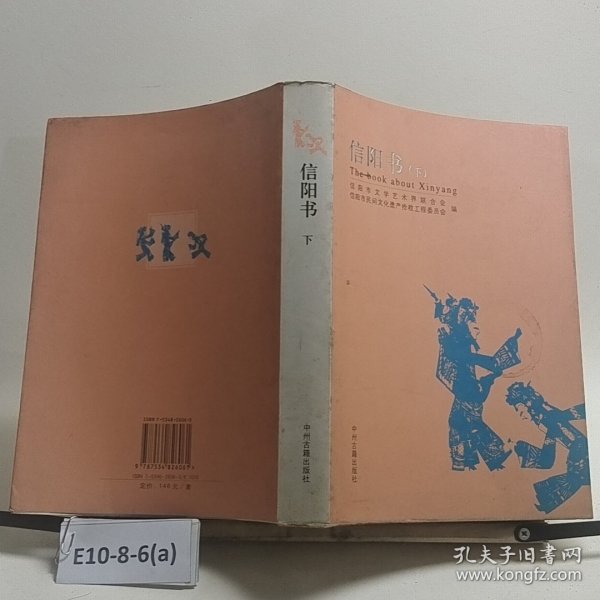 信阳书(下)
The book about Xinyang
信阳市文学艺术界联合会
信阳市民间文化遗产抢救工程委员会
编
信阳书
下
中州古籍出版社
中州古籍出版社
定价：146元/套
E10-8-6(a)
孔夫子旧书网
www.kongfz.com